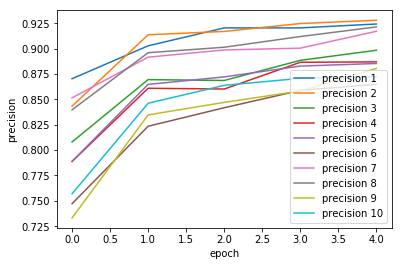 0.925
0.900
0.875
0.850
0.825
0.800
0.775
0.750
0.725
precision
0.0
0.5
1.0
1.5
2.0
2.5
3.0
3.5
4.0
epoch
precision 1
precision 2
precision 3
precision 4
precision 5
precision 6
precision 7
precision 8
precision 9
precision 10